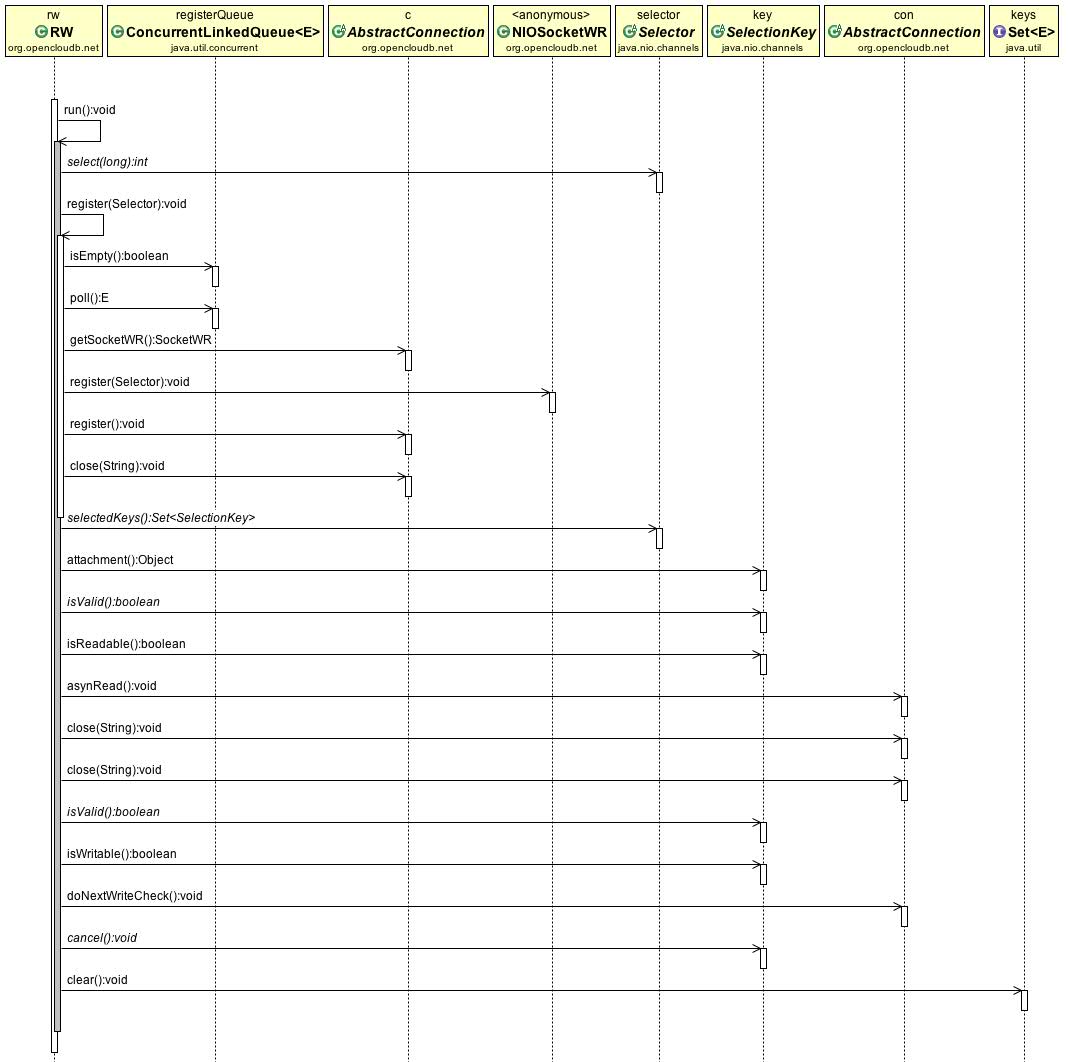 rw registerQueue c <anonymous> selector key con keys
RW ConcurrentLinkedQueue<E> AbstractConnection NIOSocketWR Selector SelectionKey AbstractConnection Set<E>
org.opencloudb.net java.util.concurrent org.opencloudb.net org.opencloudb.net java.nio.channels java.nio.channels org.opencloudb.net java.util
run():void
select(long):int
register(Selector):void
isEmpty():boolean
poll():E
getSocketWR():SocketWR
register(Selector):void
register():void
close(String):void
selectedKeys():Set<SelectionKey>
attachment():Object
isValid():boolean
isReadable():boolean
asynRead():void
close(String):void
close(String):void
isValid():boolean
isWritable():boolean
doNextWriteCheck():void
cancel():void
clear():void